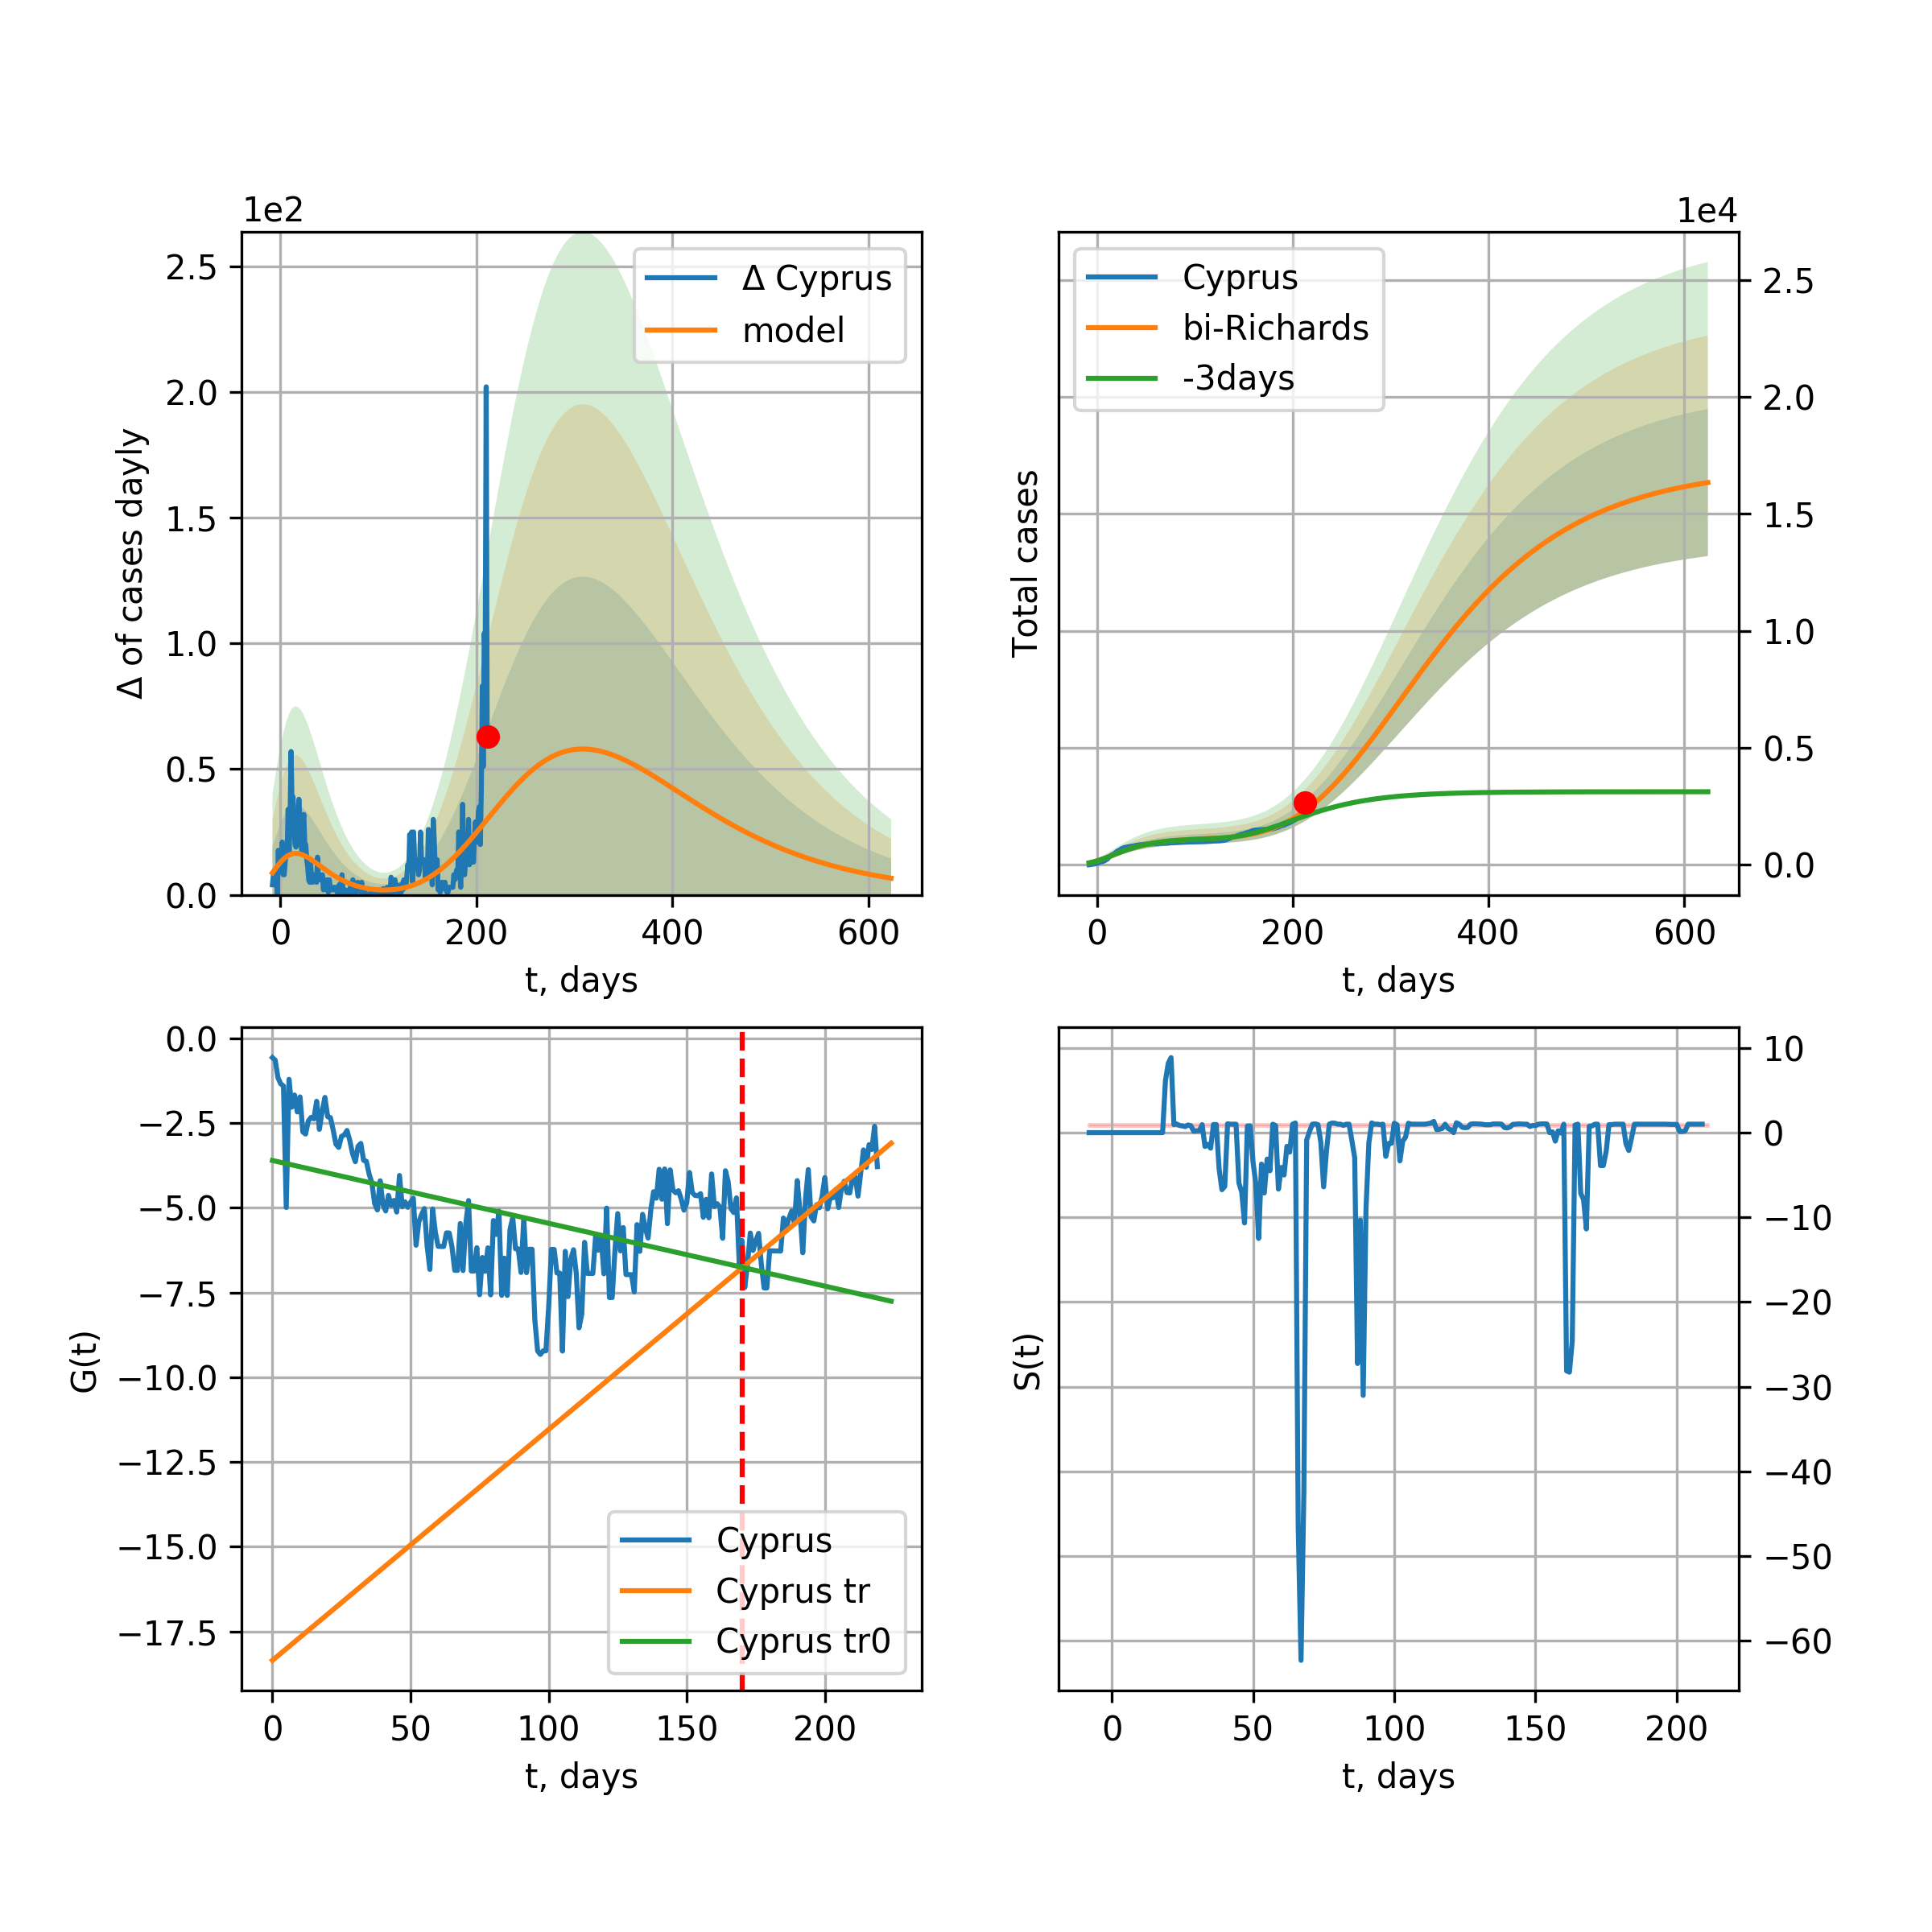 1e2
2.5
2.0
1.5
1.0
0.5
0.0
Δ of cases dayly
Δ Cyprus
model
0 200 400 600
t, days
1e4
Cyprus
bi-Richards
-3days
Total cases
2.5
2.0
1.5
1.0
0.5
0.0
0 200 400 600
t, days
0.0
−2.5
−5.0
−7.5
−10.0
−12.5
−15.0
−17.5
G(t)
Cyprus
Cyprus tr
Cyprus tr0
0 50 100 150 200
t, days
S(t)
10
0
−10
−20
−30
−40
−50
−60
0 50 100 150 200
t, days